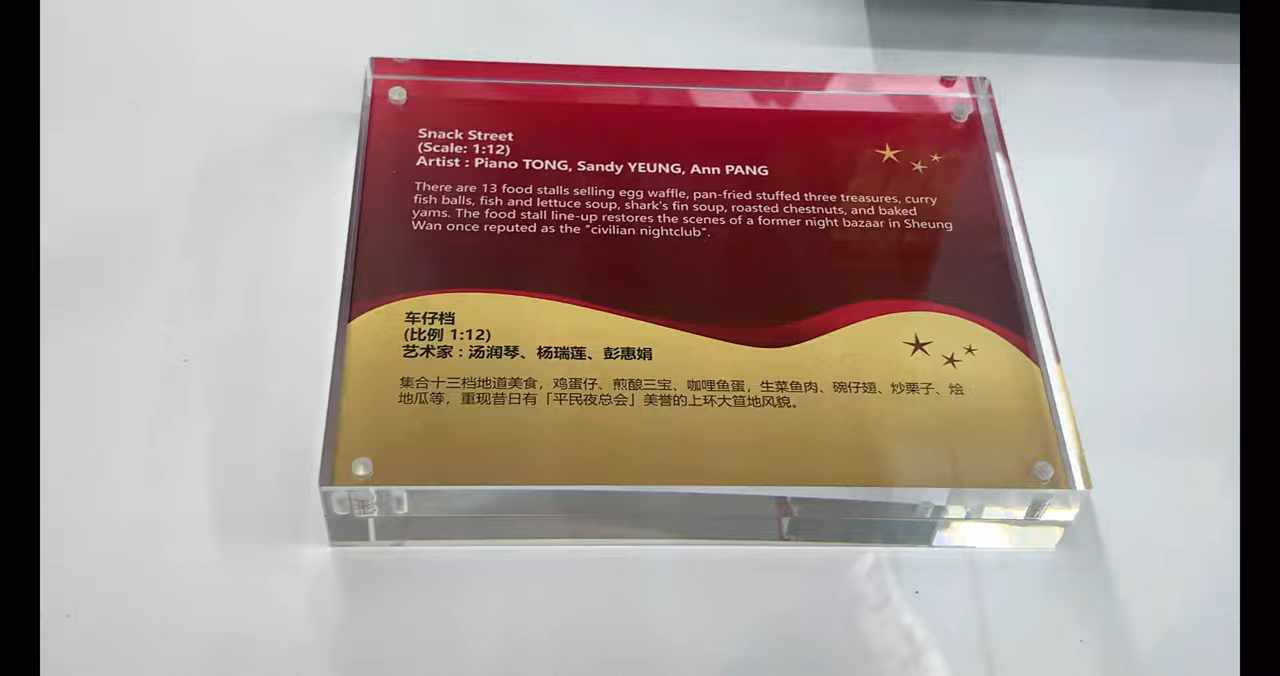 Snack Street
(Scale: 1:12)
Artist : Piano TONG, Sandy YEUNG, Ann PANG
There are 13 food stalls selling egg waffle, pan-fried stuffed three treasures, curry
fish balls, fish and lettuce soup, shark's fin soup, roasted chestnuts, and baked
yams. The food stall line-up restores the scenes of a former night bazaar in Sheung
Wan once reputed as the "civilian nightclub".
车仔档
(比例 1:12)
艺术家 : 汤润琴、杨瑞莲、彭惠娟
集合十三档地道美食，鸡蛋仔、煎酿三宝、咖喱鱼蛋，生菜鱼肉、碗仔翅、炒栗子、烩
地瓜等，重现昔日有「平民夜总会」美誉的上环大笪地风貌。